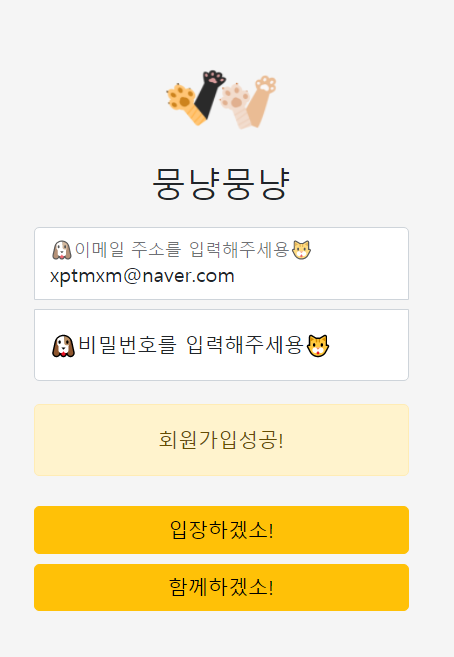 뭉냥뭉냥
이메일 주소를 입력해주세용
xptmxm@naver.com
비밀번호를 입력해주세용
회원가입성공!
입장하겠소!
함께하겠소!